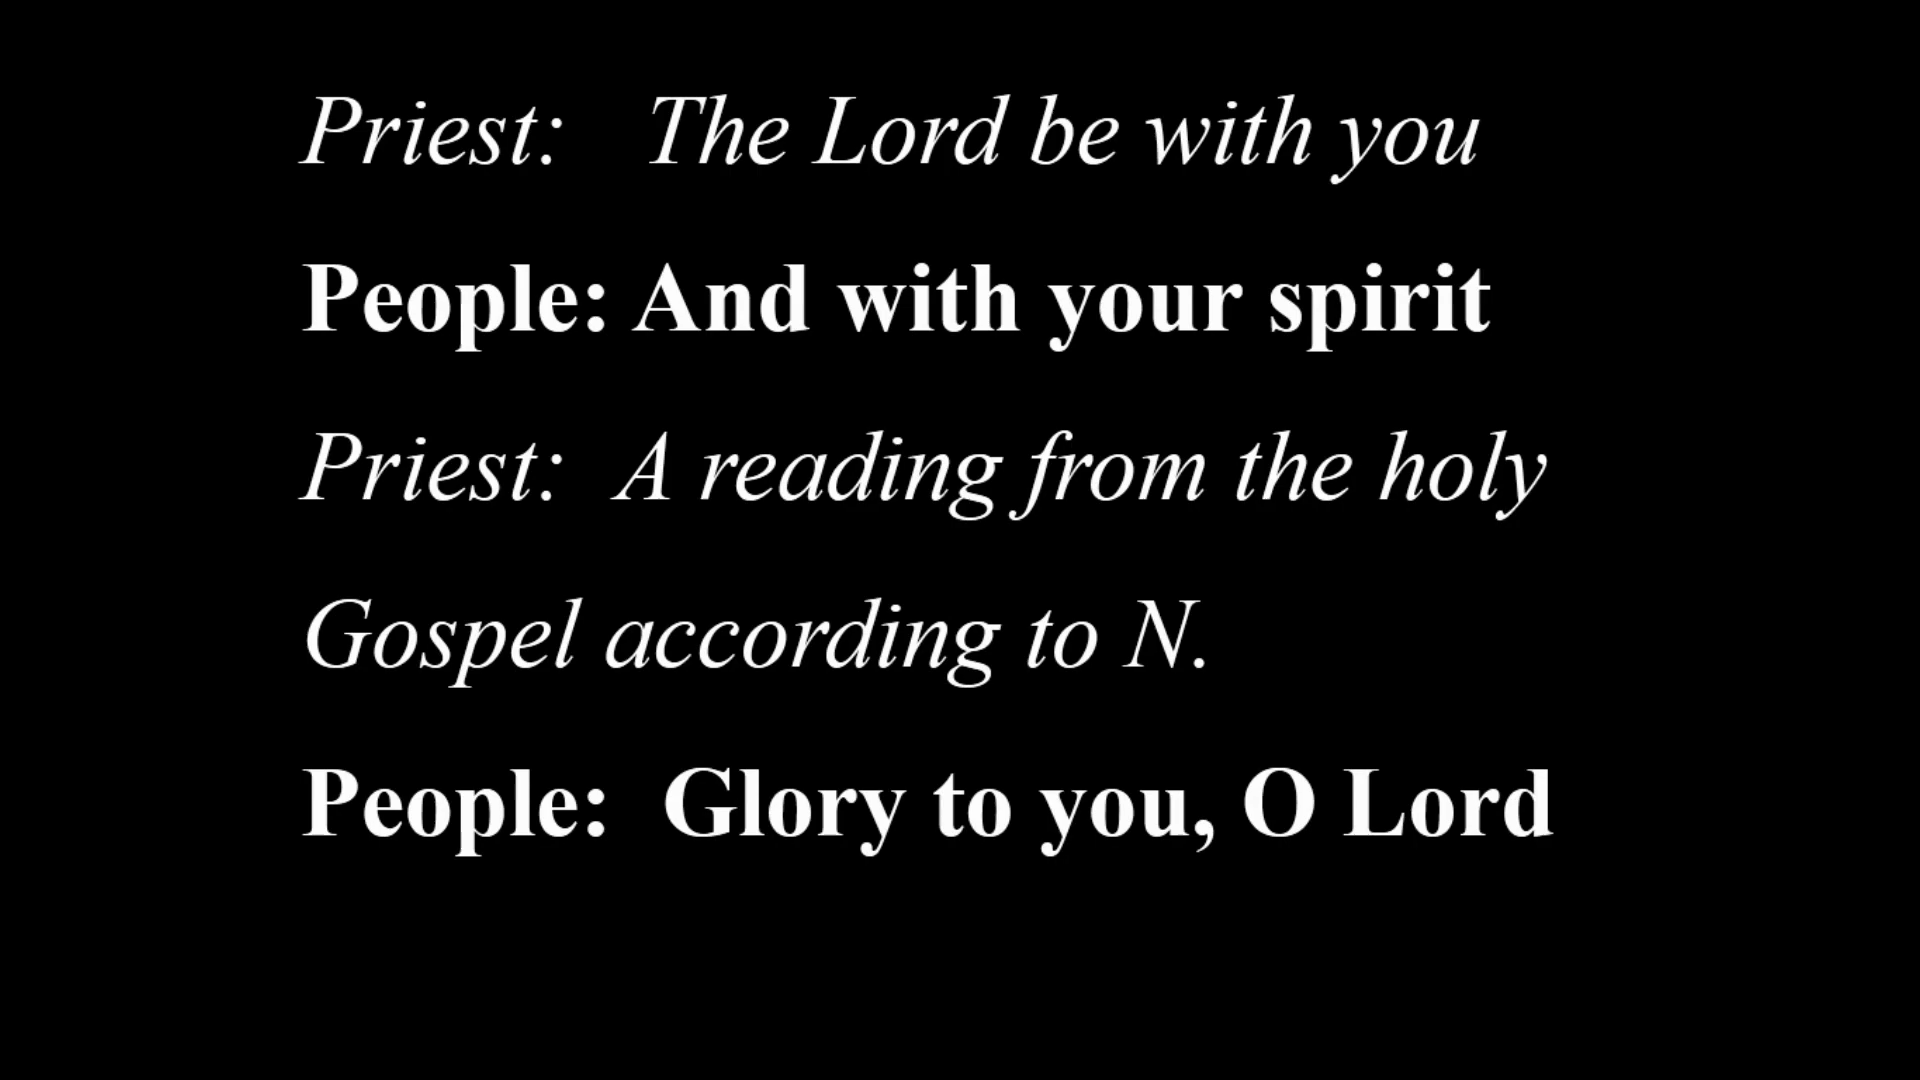 Priest: The Lord be with you
People: And with your spirit
Priest: A reading from the holy
Gospel according to N.
People: Glory to you, O Lord